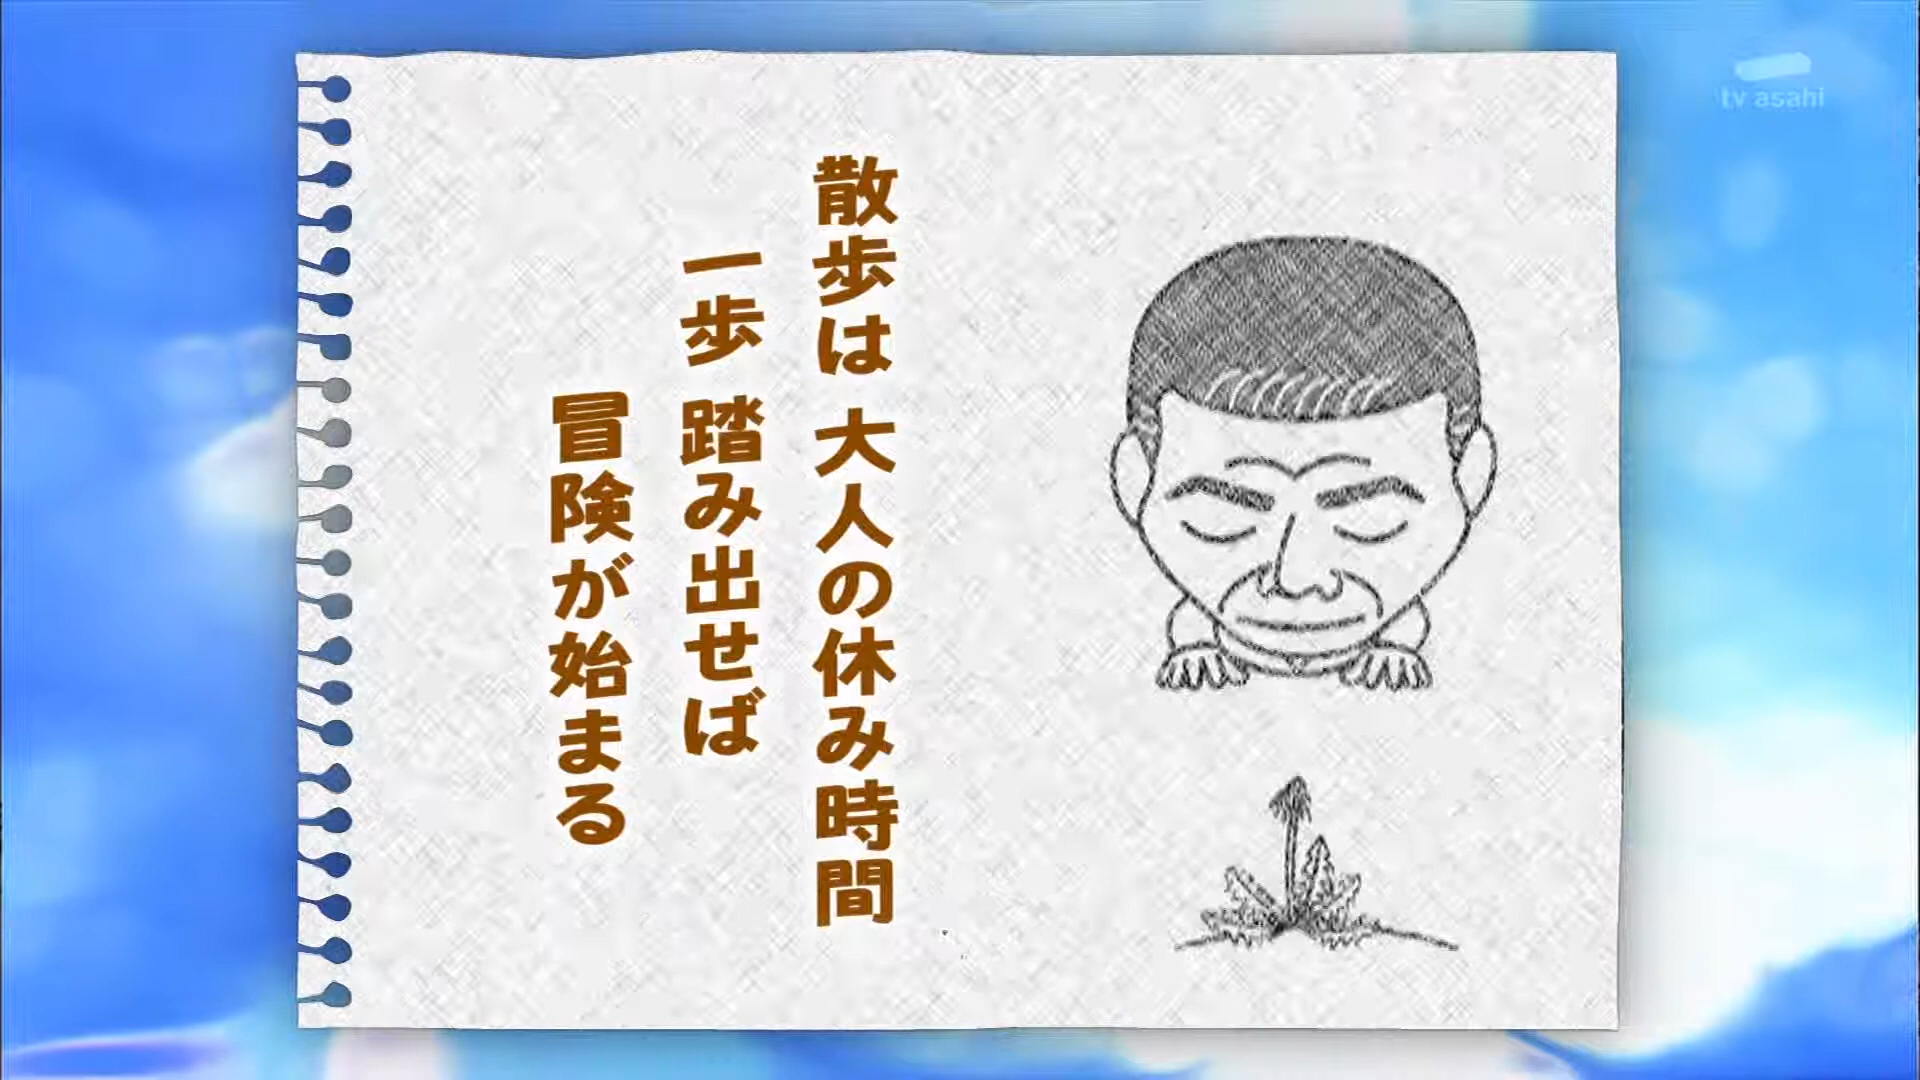 散歩は 大人の休み時間
一歩 踏み出せば
冒険が始まる
tv asahi